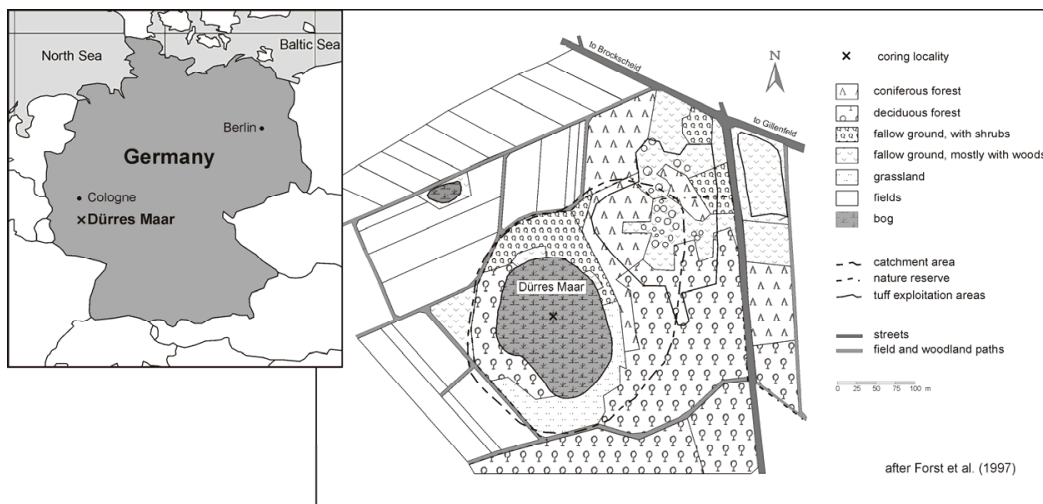 North Sea
Baltic Sea
Berlin
Germany
Cologne
Dürres Maar
to Brockscheid
to Gillenfeld
N
Dürres Maar
coring locality
coniferous forest
deciduous forest
fallow ground, with shrubs
fallow ground, mostly with woods
grassland
fields
bog
catchment area
nature reserve
tuff exploitation areas
streets
field and woodland paths
0 25 50 75 100 m
after Forst et al. (1997)